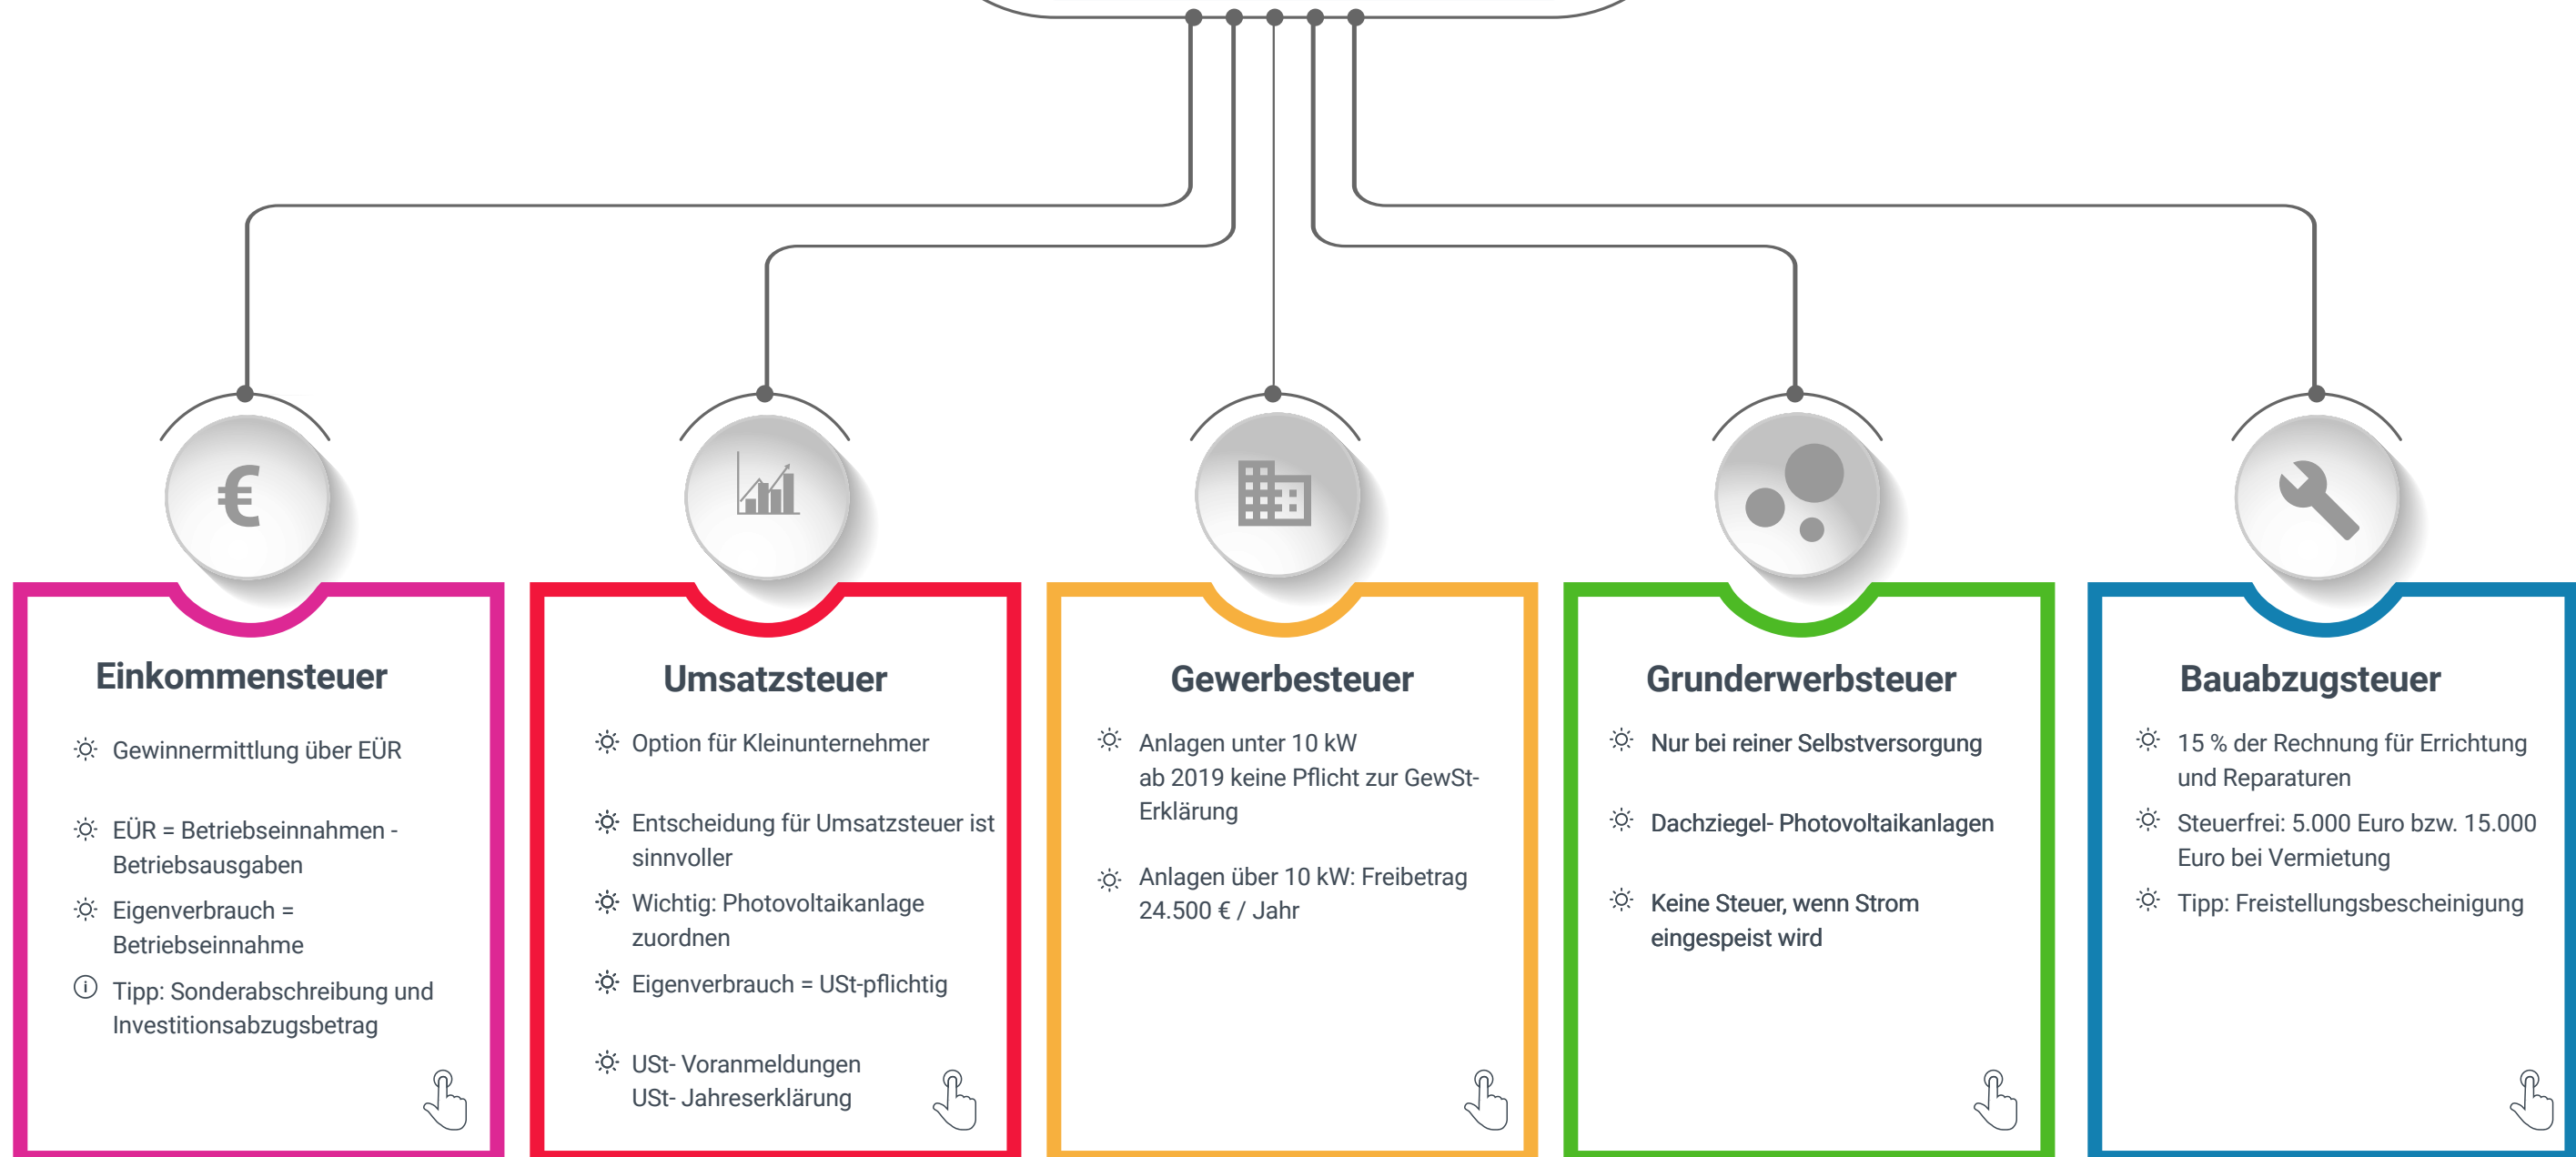 €
Einkommensteuer
Gewinnermittlung über EÜR
EÜR = Betriebseinnahmen -
Betriebsausgaben
Eigenverbrauch =
Betriebseinnahme
Tipp: Sonderabschreibung und
Investitionsabzugsbetrag
Umsatzsteuer
Option für Kleinunternehmer
Entscheidung für Umsatzsteuer ist
sinnvoller
Wichtig: Photovoltaikanlage
zuordnen
Eigenverbrauch = USt-pflichtig
USt- Voranmeldungen
USt- Jahreserklärung
Gewerbesteuer
Anlagen unter 10 kW
ab 2019 keine Pflicht zur GewSt-
Erklärung
Anlagen über 10 kW: Freibetrag
24.500 € / Jahr
Grunderwerbsteuer
Nur bei reiner Selbstversorgung
Dachziegel- Photovoltaikanlagen
Keine Steuer, wenn Strom
eingespeist wird
Bauabzugsteuer
15 % der Rechnung für Errichtung
und Reparaturen
Steuerfrei: 5.000 Euro bzw. 15.000
Euro bei Vermietung
Tipp: Freistellungsbescheinigung